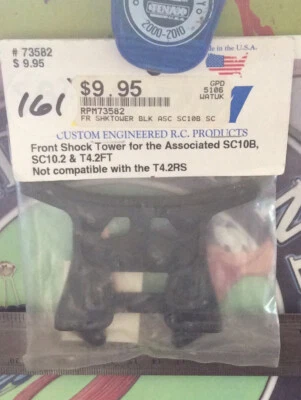 # 73582
$ 9.95
2000-2010
in the U.S.A.
161
$9.95
GPD
5106
WATUK
RPM73582
FR SHKTOWER BLK ASC SC10B SC
CUSTOM ENGINEERED R.C. PRODUCTS
Front Shock Tower for the Associated SC10B,
SC10.2 & T4.2FT
Not compatible with the T4.2RS